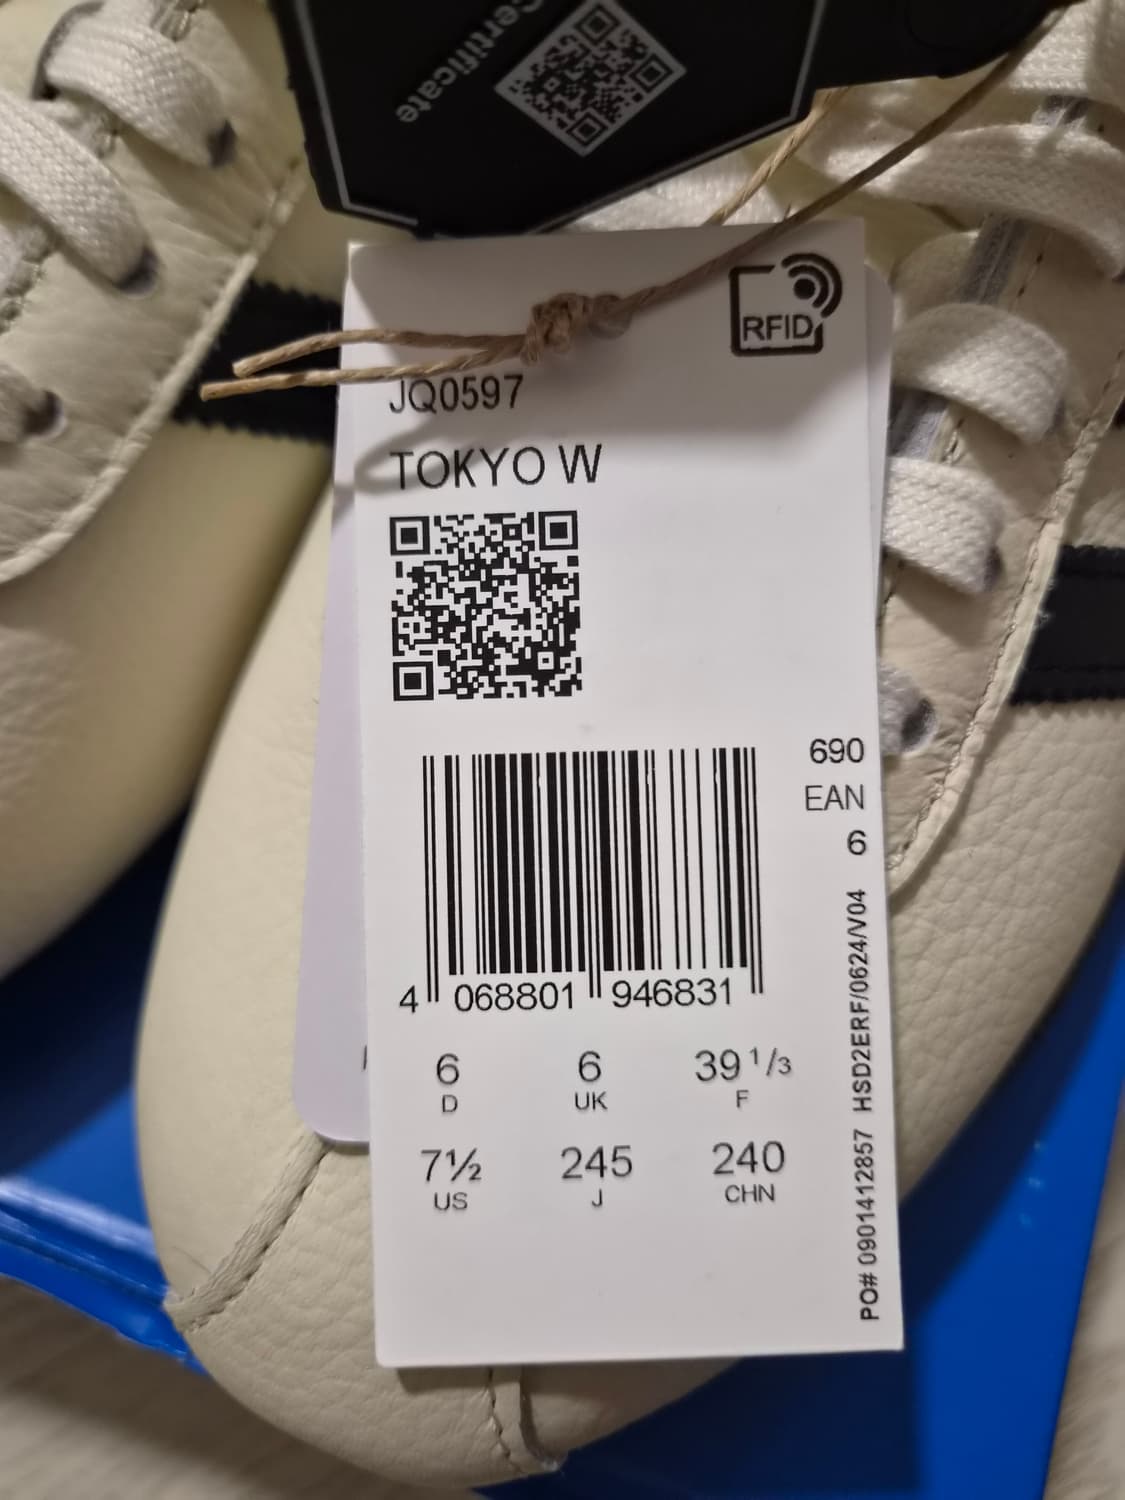 Certificate
RFID
JQ0597
TOKYO W
690
EAN
6
4 068801 946831
6 6 39 1/3
D UK F
7½ 245 240
US J CHN
PO# 0901412857 HSD2ERF/0624/V04